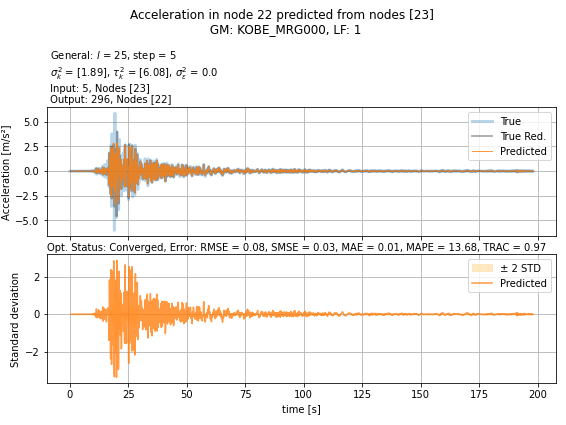 Acceleration in node 22 predicted from nodes [23]
GM: KOBE_MRG000, LF: 1
General: l = 25, step = 5
σ²ₖ = [1.89], τ²ₖ = [6.08], σ²ε = 0.0
Input: 5, Nodes [23]
Output: 296, Nodes [22]
Acceleration [m/s²]
5.0
2.5
0.0
−2.5
−5.0
True
True Red.
Predicted
Opt. Status: Converged, Error: RMSE = 0.08, SMSE = 0.03, MAE = 0.01, MAPE = 13.68, TRAC = 0.97
Standard deviation
2
0
−2
± 2 STD
Predicted
0 25 50 75 100 125 150 175 200
time [s]